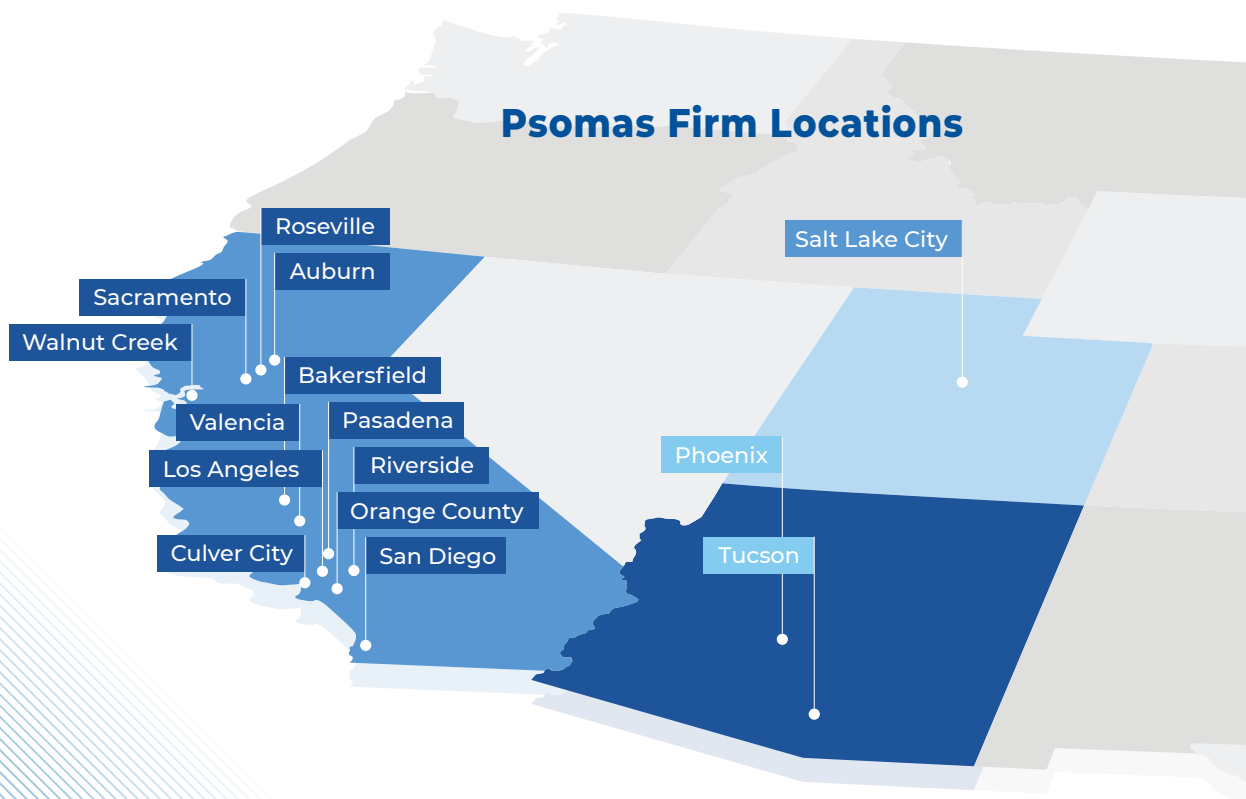 Psomas Firm Locations
Roseville
Salt Lake City
Auburn
Sacramento
Walnut Creek
Bakersfield
Valencia
Pasadena
Phoenix
Los Angeles
Riverside
Orange County
Culver City
San Diego
Tucson